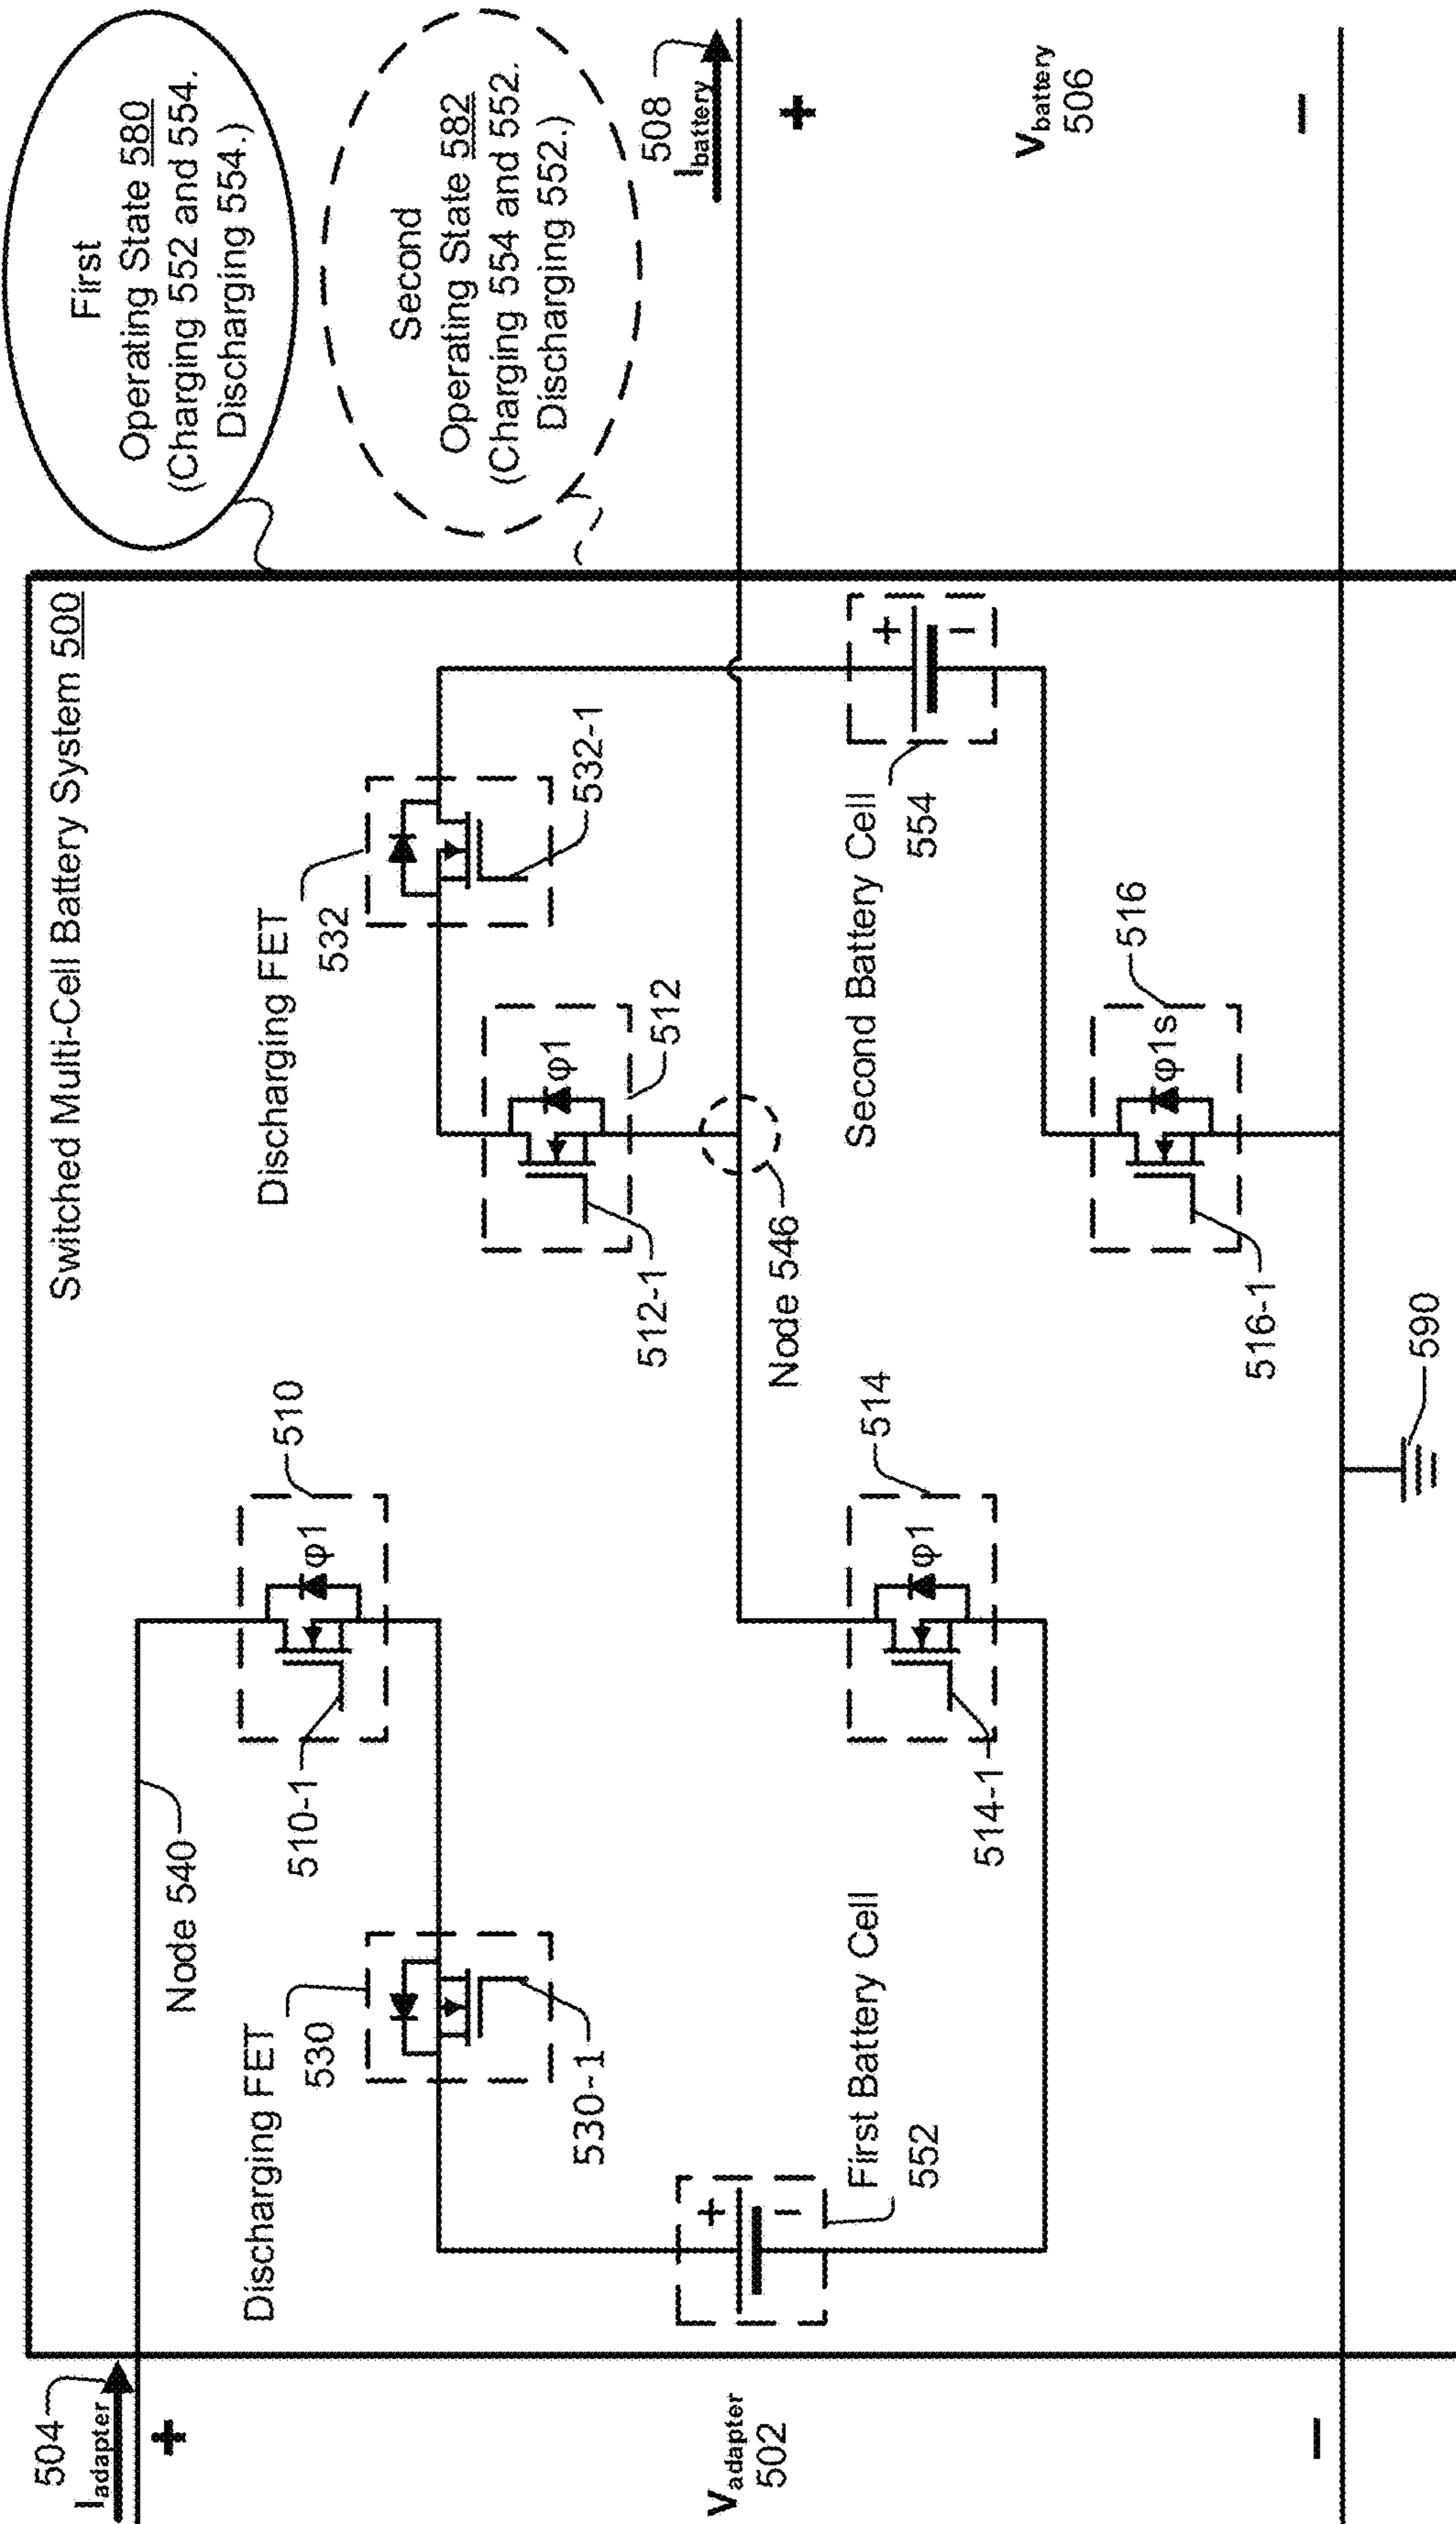 Switched Multi-Cell Battery System 500
First
Operating State 580
(Charging 552 and 554.
Discharging 554.)
Second
Operating State 582
(Charging 554 and 552.
Discharging 552.)
504
Iadapter
+
Vadapter
502
−
Node 540
510
φ1
510-1
Discharging FET
530
530-1
First Battery Cell
552
+
−
514
φ1
514-1
Discharging FET
532
532-1
512
φ1
512-1
Node 546
Second Battery Cell
554
+
−
516
φ1s
516-1
590
508
Ibattery
+
Vbattery
506
−